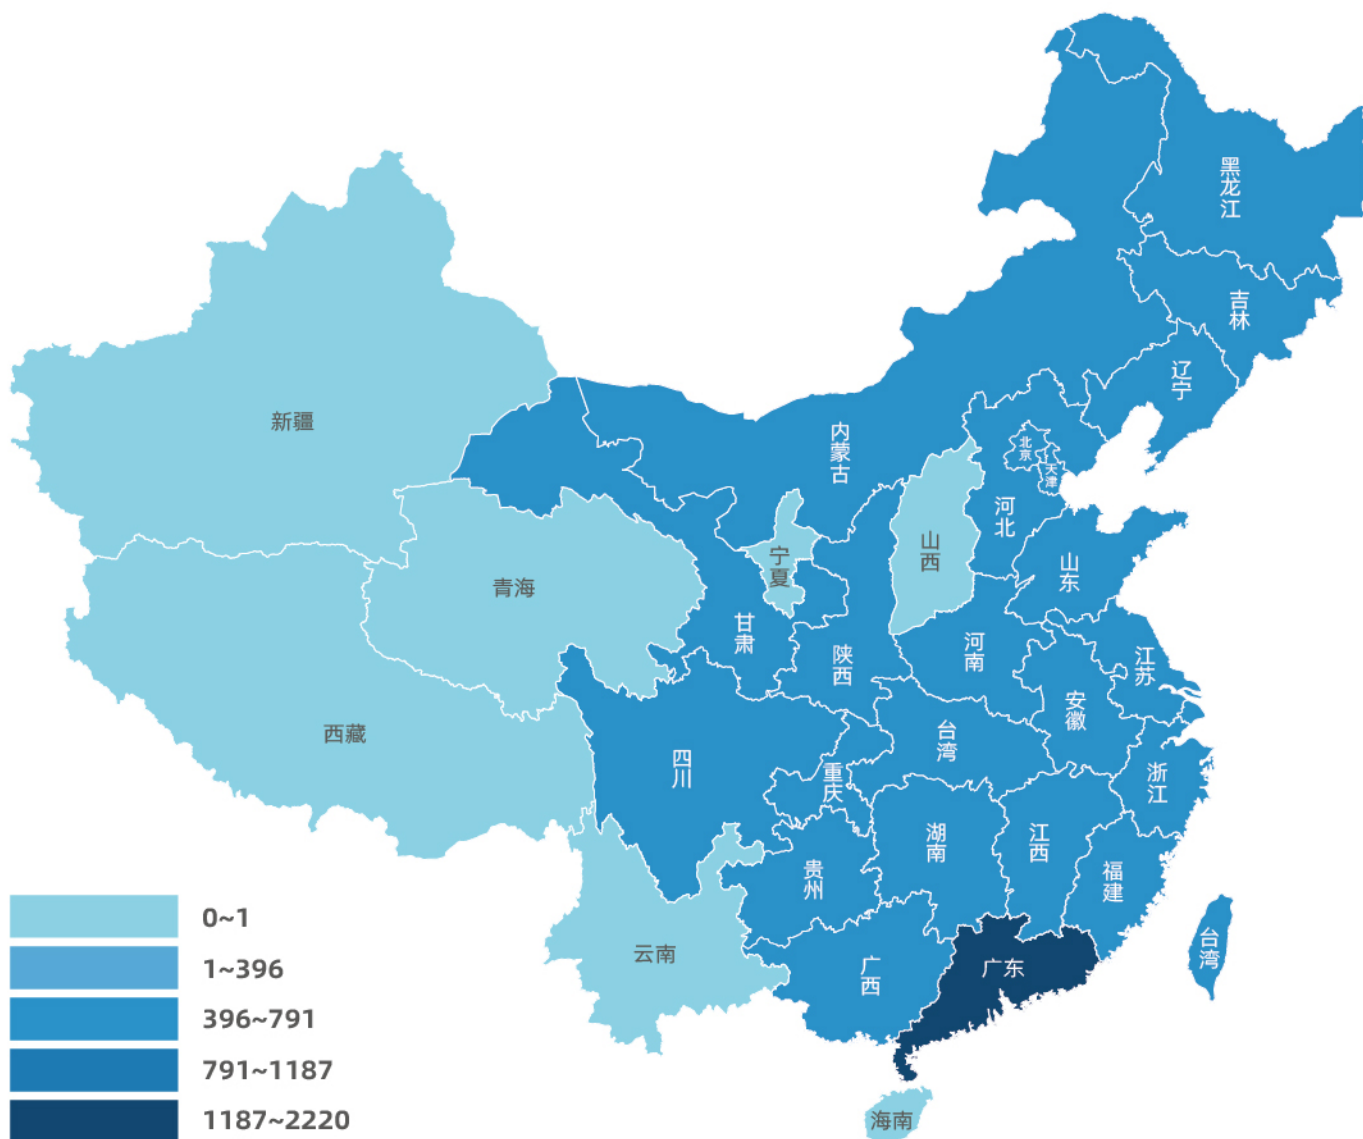 黑龙江
吉林
辽宁
新疆
内蒙古
北京
天津
河北
山西
宁夏
青海
山东
甘肃
陕西
河南
江苏
安徽
西藏
台湾
四川
重庆
浙江
湖南
江西
贵州
福建
云南
广西
广东
台湾
海南
0~1
1~396
396~791
791~1187
1187~2220